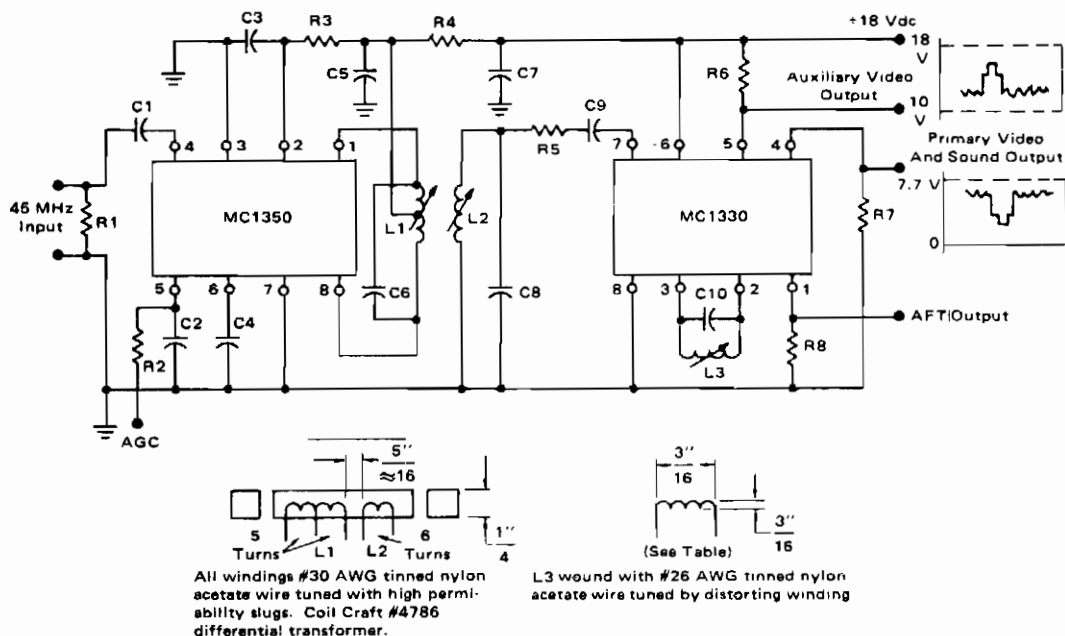 C3
R3
R4
+18 Vdc
18 V
C5
C7
R6
Auxiliary Video
Output
10 V
C1
C9
R5
4 3 2 1
7 6 5 4
Primary Video
And Sound Output
7.7 V
0
45 MHz
Input
R1
MC1350
L1
L2
MC1330
R7
5 6 7 8
C6
C8
8 3 2 1
C10
R2
C2
C4
L3
R8
AFT Output
AGC
5"
≈16
5 6
Turns L1 L2 Turns
1"
4
3"
16
3"
16
(See Table)
All windings #30 AWG tinned nylon
acetate wire tuned with high permi-
ability slugs. Coil Craft #4786
differential transformer.
L3 wound with #26 AWG tinned nylon
acetate wire tuned by distorting winding